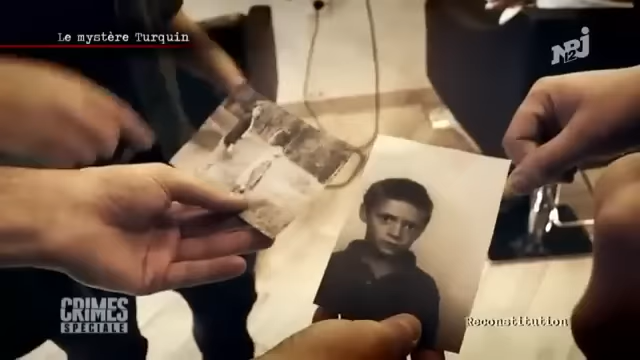 Le mystère Turquin
NRJ
12
CRIMES
SPÉCIALE
Reconstitution